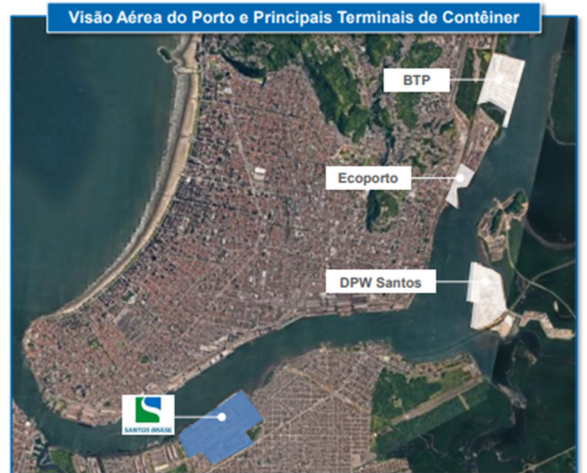 Visão Aérea do Porto e Principais Terminais de Contêiner
BTP
Ecoporto
DPW Santos
SANTOS BRASIL